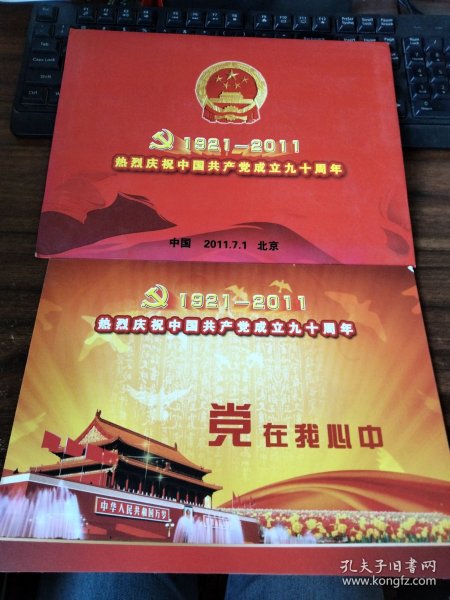 1921—2011
热烈庆祝中国共产党成立九十周年
中国 2011.7.1 北京
1921—2011
热烈庆祝中国共产党成立九十周年
党在我心中
中华人民共和国万岁
孔夫子旧书网
www.kongfz.com